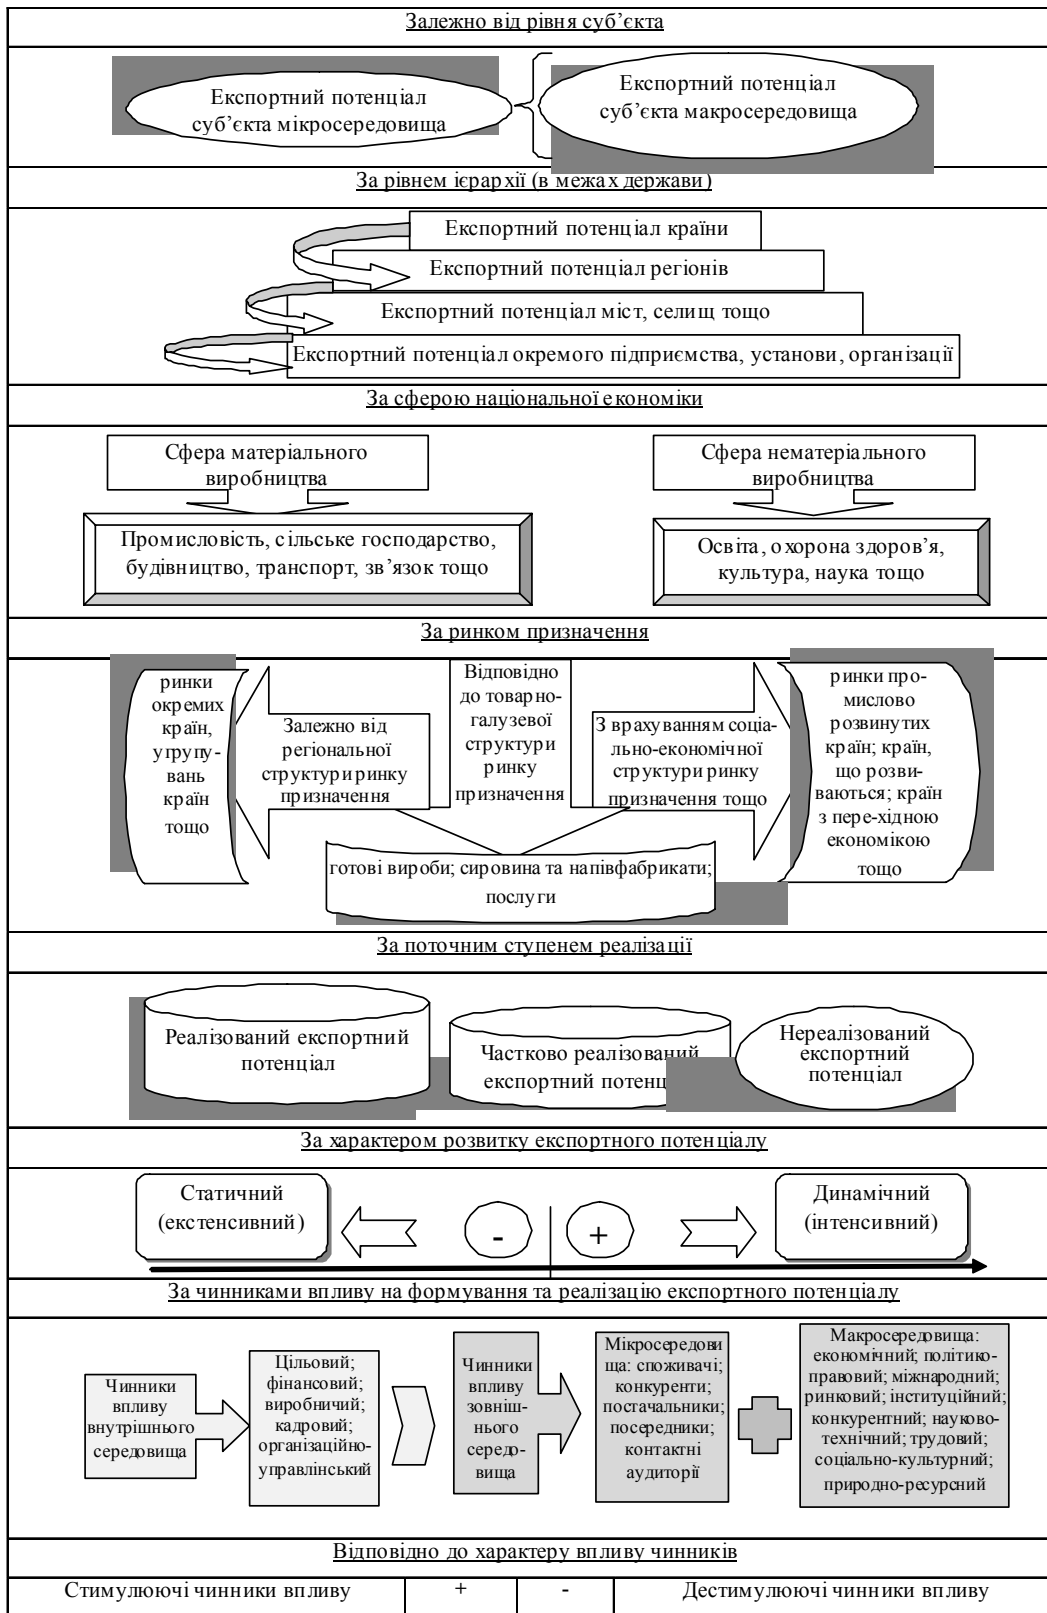 Залежно від рівня суб’єкта
Експортний потенціал
суб’єкта мікросередовища
Експортний потенціал
суб’єкта макросередовища
За рівнем ієрархії (в межах держави)
Експортний потенціал країни
Експортний потенціал регіонів
Експортний потенціал міст, селищ тощо
Експортний потенціал окремого підприємства, установи, організації
За сферою національної економіки
Сфера матеріального
виробництва
Сфера нематеріального
виробництва
Промисловість, сільське господарство,
будівництво, транспорт, зв’язок тощо
Освіта, охорона здоров’я,
культура, наука тощо
За ринком призначення
ринки
окремих
країн,
угрупу-
вань
країн
тощо
Залежно від
регіональної
структури ринку
призначення
Відповідно
до товарно-
галузевої
структури
ринку
призначення
З врахуванням соціа-
льно-економічної
структури ринку
призначення тощо
ринки про-
мислово
розвинутих
країн; країн,
що розви-
ваються; країн
з пере-хідною
економікою
тощо
готові вироби; сировина та напівфабрикати;
послуги
За поточним ступенем реалізації
Реалізований експортний
потенціал
Частково реалізований
експортний потенц
Нереалізований
експортний
потенціал
За характером розвитку експортного потенціалу
Статичний
(екстенсивний)
-
+
Динамічний
(інтенсивний)
За чинниками впливу на формування та реалізацію експортного потенціалу
Чинники
впливу
внутрішнього
середовища
Цільовий;
фінансовий;
виробничий;
кадровий;
організаційно-
управлінський
Чинники
впливу
зовніш-
нього
середо-
вища
Мікросередови
ща: споживачі;
конкуренти;
постачальники;
посередники;
контактні
аудиторії
Макросередовища:
економічний; політико-
правовий; міжнародний;
ринковий; інституційний;
конкурентний; науково-
технічний; трудовий;
соціально-культурний;
природно-ресурсний
Відповідно до характеру впливу чинників
Стимулюючі чинники впливу + - Дестимулюючі чинники впливу